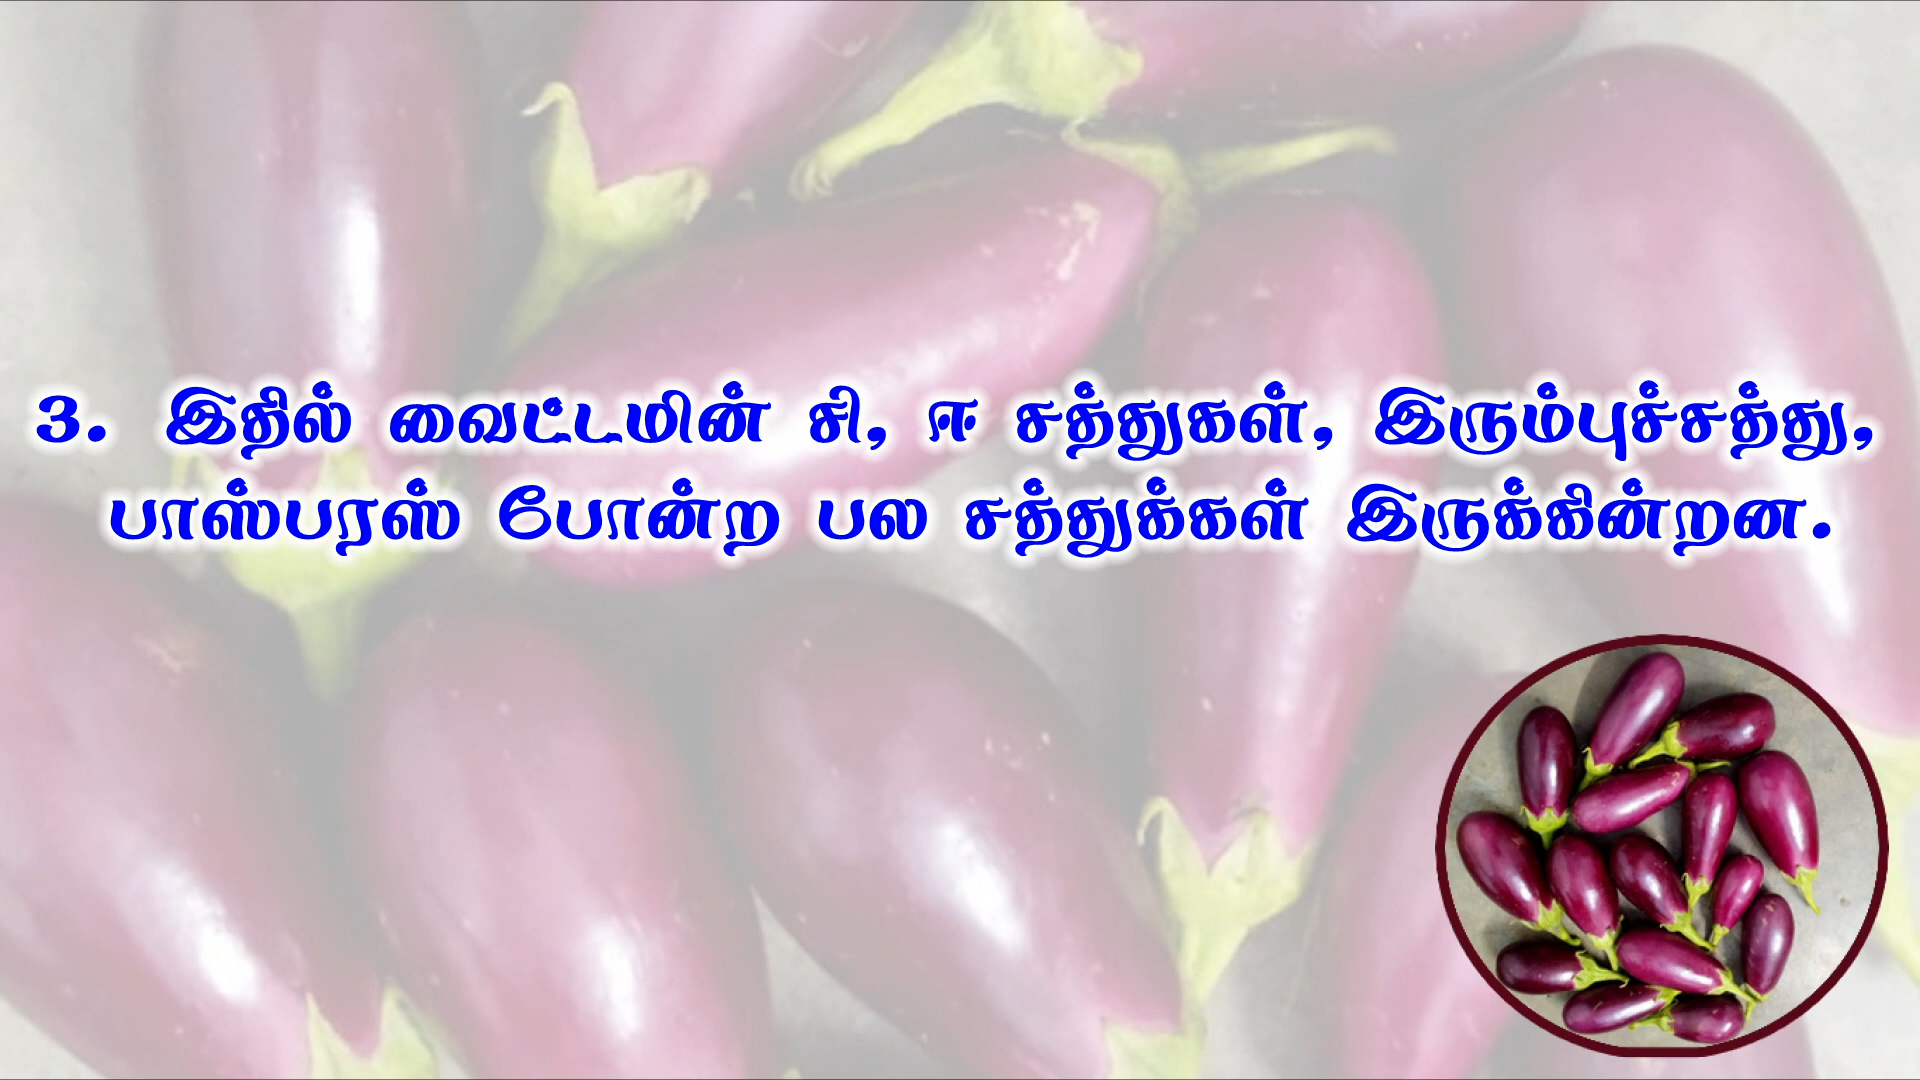 3. இதில் வைட்டமின் சி, ஈ சத்துகள், இரும்புச்சத்து,
பாஸ்பரஸ் போன்ற பல சத்துக்கள் இருக்கின்றன.